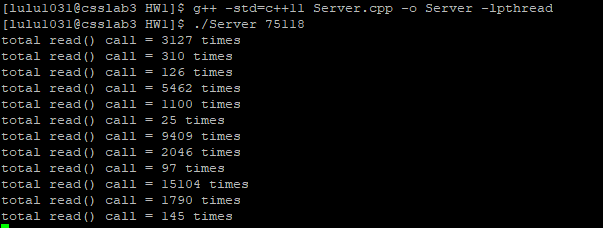 [lulu1031@csslab3 HW1]$ g++ -std=c++11 Server.cpp -o Server -lpthread
[lulu1031@csslab3 HW1]$ ./Server 75118
total read() call = 3127 times
total read() call = 310 times
total read() call = 126 times
total read() call = 5462 times
total read() call = 1100 times
total read() call = 25 times
total read() call = 9409 times
total read() call = 2046 times
total read() call = 97 times
total read() call = 15104 times
total read() call = 1790 times
total read() call = 145 times